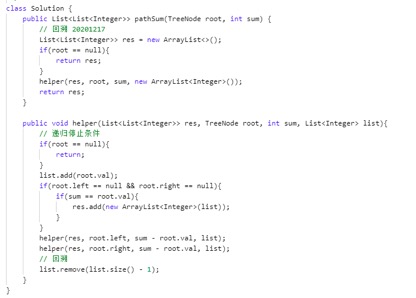 class Solution {
    public List<List<Integer>> pathSum(TreeNode root, int sum) {
        // 回溯 20201217
        List<List<Integer>> res = new ArrayList<>();
        if(root == null){
            return res;
        }
        helper(res, root, sum, new ArrayList<Integer>());
        return res;
    }

    public void helper(List<List<Integer>> res, TreeNode root, int sum, List<Integer> list){
        // 递归停止条件
        if(root == null){
            return;
        }
        list.add(root.val);
        if(root.left == null && root.right == null){
            if(sum == root.val){
                res.add(new ArrayList<Integer>(list));
            }
        }
        helper(res, root.left, sum - root.val, list);
        helper(res, root.right, sum - root.val, list);
        // 回溯
        list.remove(list.size() - 1);
    }
}